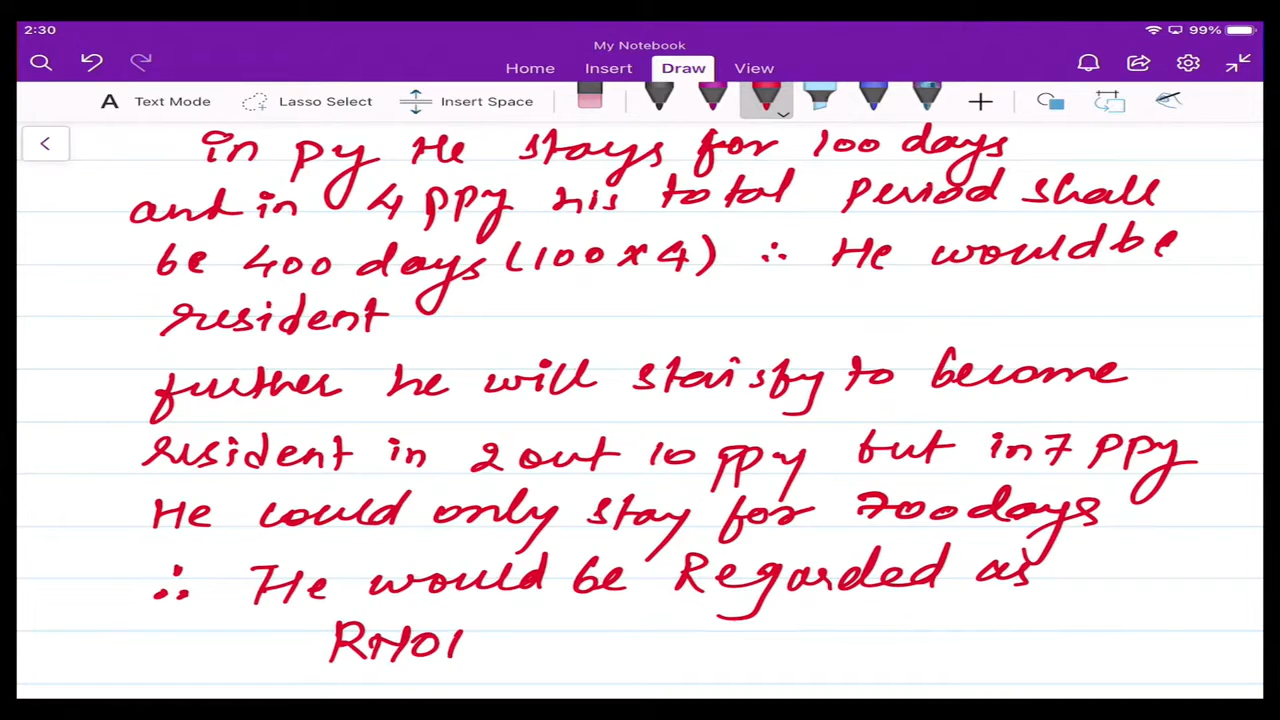 2:30
99%
My Notebook
Home Insert Draw View
A Text Mode Lasso Select Insert Space
in py He stays for 100 days
and in 4 ppy his total period shall
be 400 days (100x4) ∴ He would be
resident
further he will staisfy to become
resident in 2 out 10 ppy but in 7 ppy
He could only stay for 700 days
∴ He would be Regarded as
RNOI